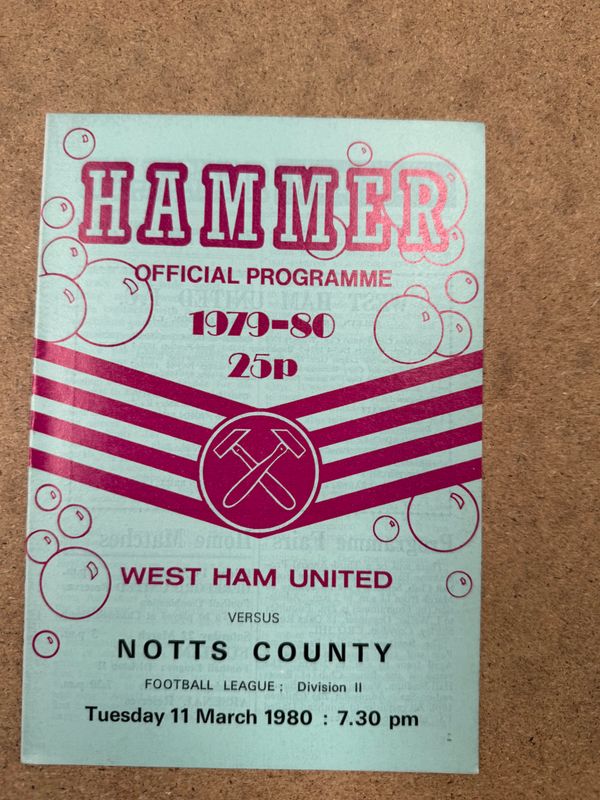 HAMMER
OFFICIAL PROGRAMME
1979-80
25p
WEST HAM UNITED
VERSUS
NOTTS COUNTY
FOOTBALL LEAGUE : Division II
Tuesday 11 March 1980 : 7.30 pm